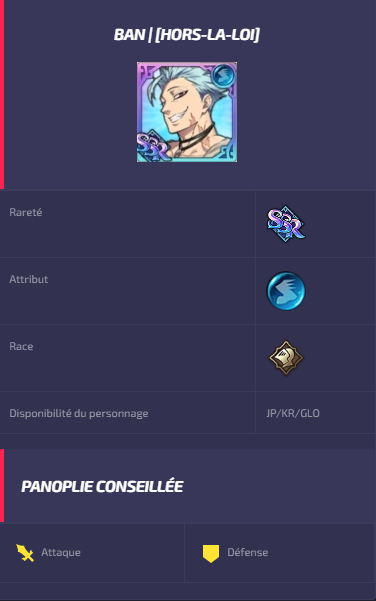 BAN | [HORS-LA-LOI]
SSR
Rareté
SSR
Attribut
Race
Disponibilité du personnage JP/KR/GLO
PANOPLIE CONSEILLÉE
Attaque Défense